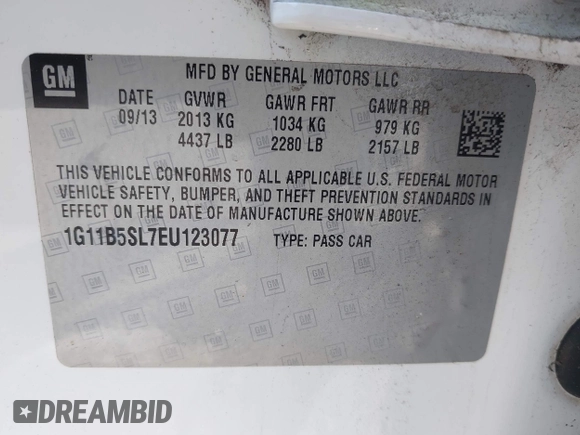 GM
MFD BY GENERAL MOTORS LLC
DATE GVWR GAWR FRT GAWR RR
09/13 2013 KG 1034 KG 979 KG
4437 LB 2280 LB 2157 LB
THIS VEHICLE CONFORMS TO ALL APPLICABLE U.S. FEDERAL MOTOR
VEHICLE SAFETY, BUMPER, AND THEFT PREVENTION STANDARDS IN
EFFECT ON THE DATE OF MANUFACTURE SHOWN ABOVE.
1G11B5SL7EU123077 TYPE: PASS CAR
DREAMBID